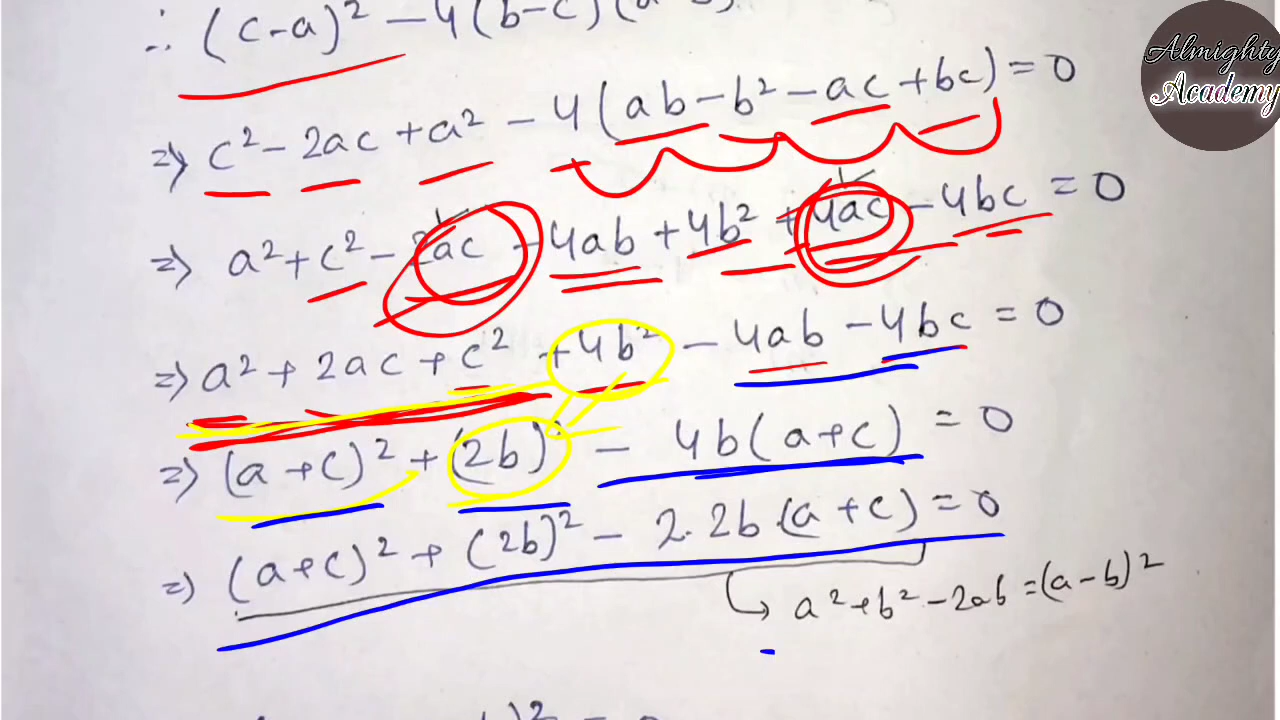 ∴ (c-a)² - 4(b-c)(a-b)
Almighty
Academy
=> c² - 2ac + a² - 4(ab - b² - ac + bc) = 0
=> a² + c² - 2ac - 4ab + 4b² + 4ac - 4bc = 0
=> a² + 2ac + c² + 4b² - 4ab - 4bc = 0
=> (a+c)² + (2b)² - 4b(a+c) = 0
=> (a+c)² + (2b)² - 2.2b.(a+c) = 0
a² + b² - 2ab = (a-b)²
)² = 0